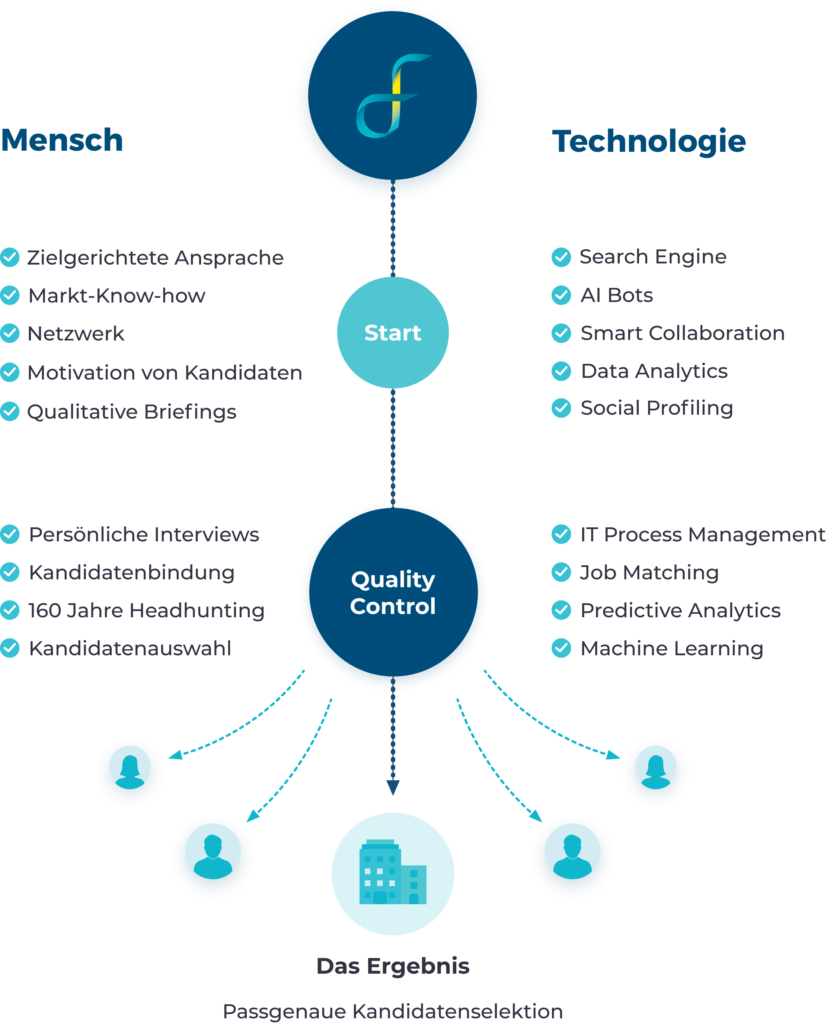 Mensch
Technologie
Zielgerichtete Ansprache
Markt-Know-how
Netzwerk
Motivation von Kandidaten
Qualitative Briefings
Start
Search Engine
AI Bots
Smart Collaboration
Data Analytics
Social Profiling
Persönliche Interviews
Kandidatenbindung
160 Jahre Headhunting
Kandidatenauswahl
Quality
Control
IT Process Management
Job Matching
Predictive Analytics
Machine Learning
Das Ergebnis
Passgenaue Kandidatenselektion